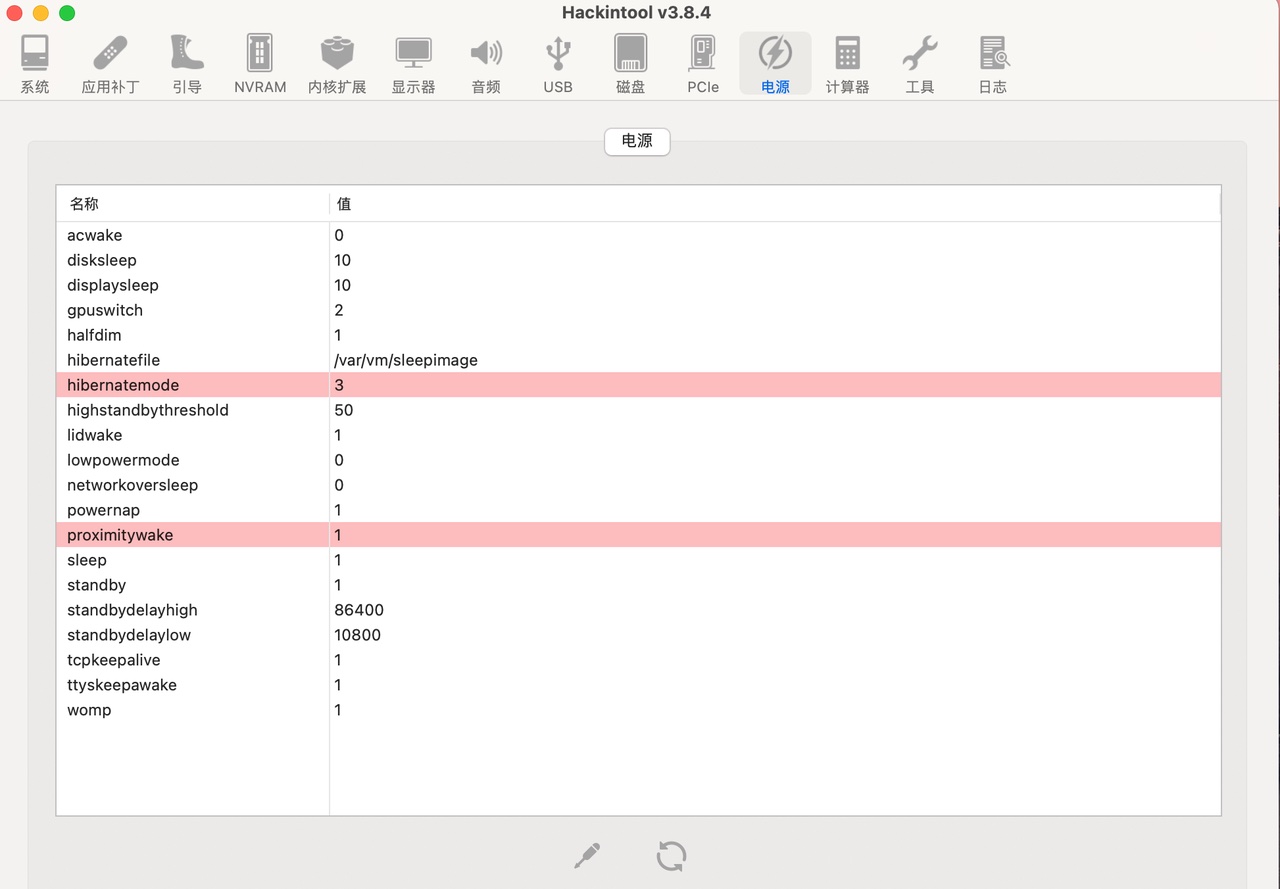 Hackintool v3.8.4
系统 应用补丁 引导 NVRAM 内核扩展 显示器 音频 USB 磁盘 PCIe 电源 计算器 工具 日志
电源
名称 值
acwake 0
disksleep 10
displaysleep 10
gpuswitch 2
halfdim 1
hibernatefile /var/vm/sleepimage
hibernatemode 3
highstandbythreshold 50
lidwake 1
lowpowermode 0
networkoversleep 0
powernap 1
proximitywake 1
sleep 1
standby 1
standbydelayhigh 86400
standbydelaylow 10800
tcpkeepalive 1
ttyskeepawake 1
womp 1